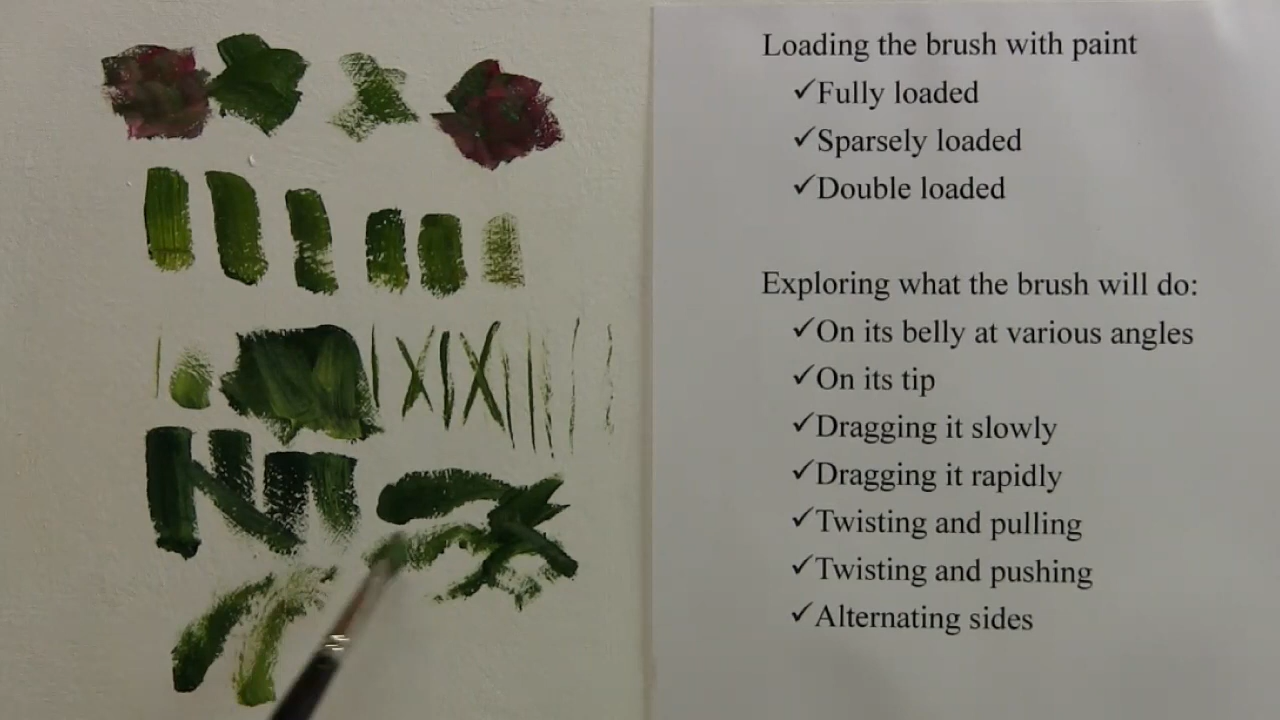 Loading the brush with paint
✓Fully loaded
✓Sparsely loaded
✓Double loaded
Exploring what the brush will do:
✓On its belly at various angles
✓On its tip
✓Dragging it slowly
✓Dragging it rapidly
✓Twisting and pulling
✓Twisting and pushing
✓Alternating sides